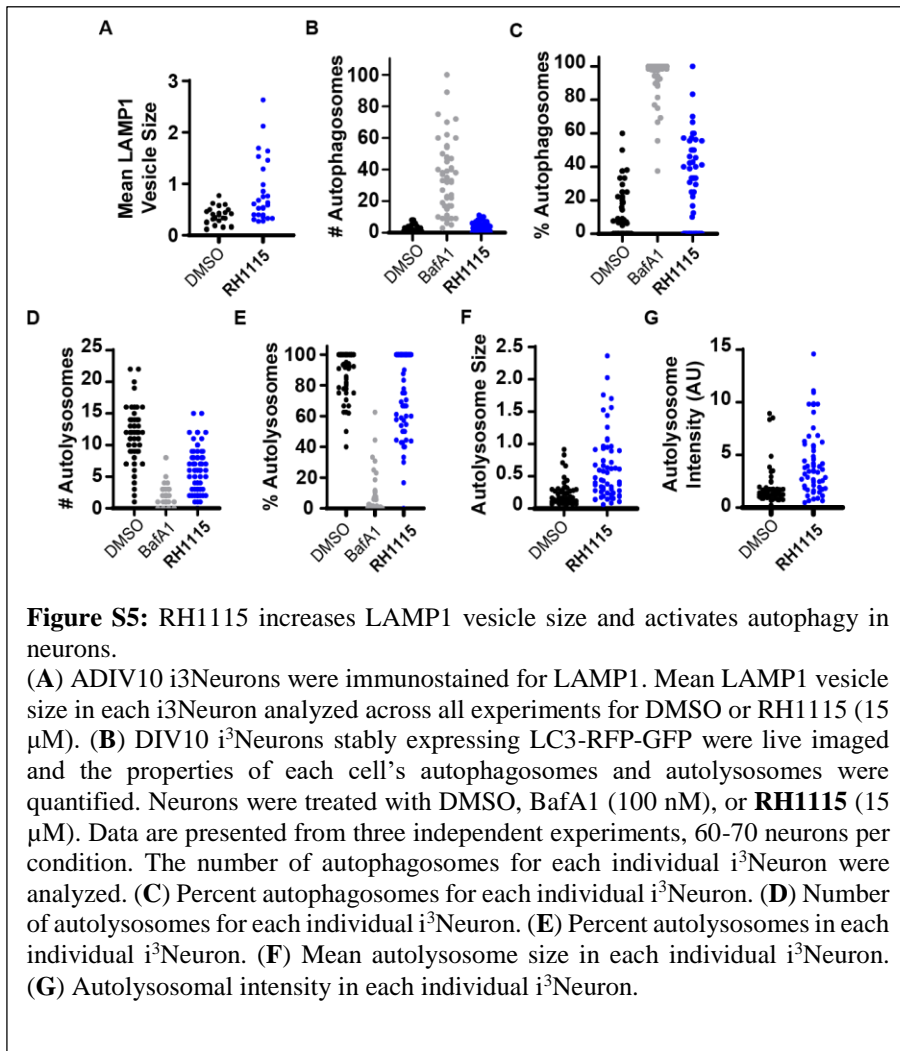 A
B
C
Mean LAMP1
Vesicle Size
3
2
1
0
DMSO
RH1115
# Autophagosomes
100
80
60
40
20
0
DMSO
BafA1
RH1115
% Autophagosomes
100
80
60
40
20
0
DMSO
BafA1
RH1115
D
E
F
G
# Autolysosomes
25
20
15
10
5
0
DMSO
BafA1
RH1115
% Autolysosomes
100
80
60
40
20
0
DMSO
BafA1
RH1115
Autolysosome Size
2.5
2.0
1.5
1.0
0.5
0
DMSO
RH1115
Autolysosome
Intensity (AU)
15
10
5
0
DMSO
RH1115
Figure S5: RH1115 increases LAMP1 vesicle size and activates autophagy in
neurons.
(A) ADIV10 i3Neurons were immunostained for LAMP1. Mean LAMP1 vesicle
size in each i3Neuron analyzed across all experiments for DMSO or RH1115 (15
µM). (B) DIV10 i³Neurons stably expressing LC3-RFP-GFP were live imaged
and the properties of each cell's autophagosomes and autolysosomes were
quantified. Neurons were treated with DMSO, BafA1 (100 nM), or RH1115 (15
µM). Data are presented from three independent experiments, 60-70 neurons per
condition. The number of autophagosomes for each individual i³Neuron were
analyzed. (C) Percent autophagosomes for each individual i³Neuron. (D) Number
of autolysosomes for each individual i³Neuron. (E) Percent autolysosomes in each
individual i³Neuron. (F) Mean autolysosome size in each individual i³Neuron.
(G) Autolysosomal intensity in each individual i³Neuron.